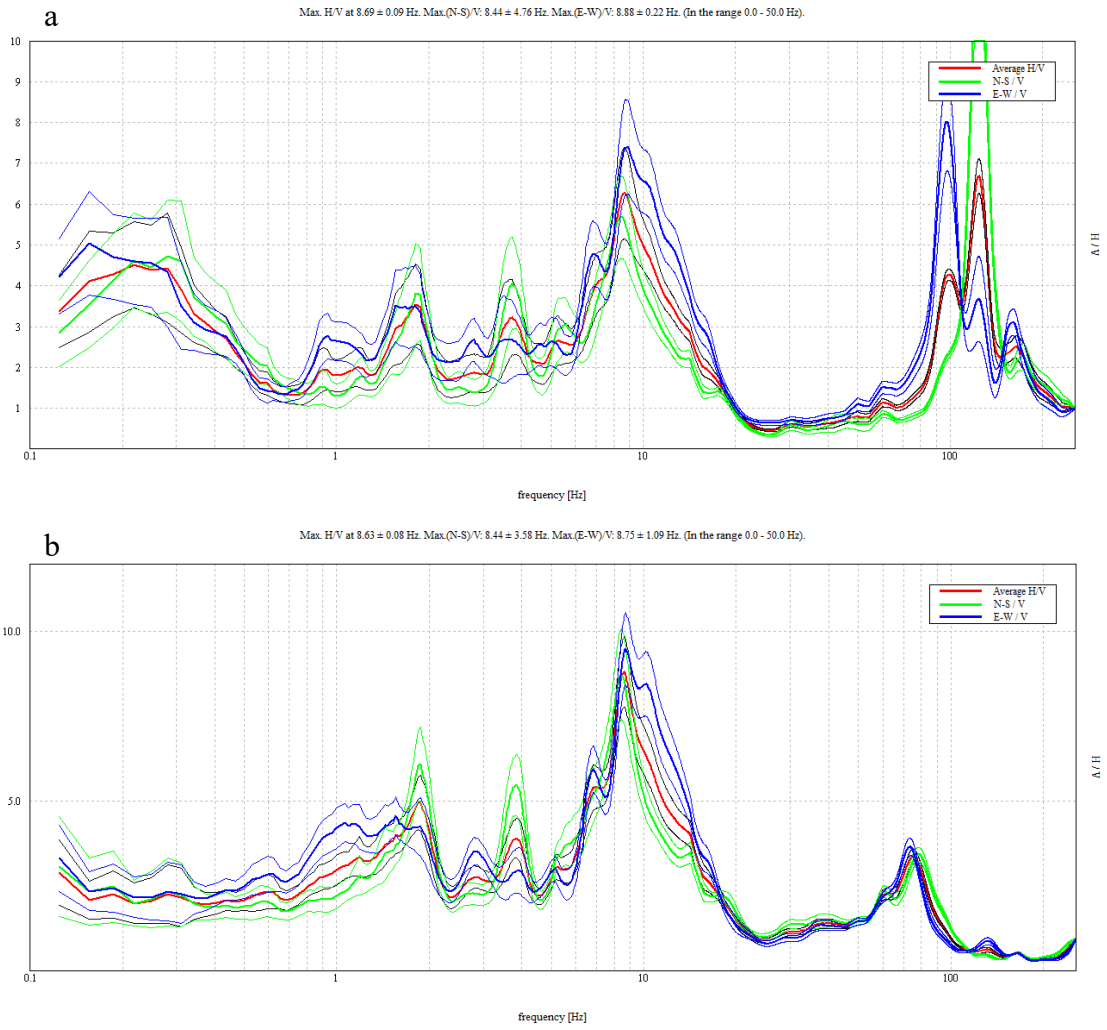 a
Max. H/V at 8.69 ± 0.09 Hz. Max.(N-S)/V: 8.44 ± 4.76 Hz. Max.(E-W)/V: 8.88 ± 0.22 Hz. (In the range 0.0 - 50.0 Hz).
10
9
8
7
6
5
4
3
2
1
Average H/V
N-S / V
E-W / V
H / V
0.1
1
10
100
frequency [Hz]
b
Max. H/V at 8.63 ± 0.08 Hz. Max.(N-S)/V: 8.44 ± 3.58 Hz. Max.(E-W)/V: 8.75 ± 1.09 Hz. (In the range 0.0 - 50.0 Hz).
10.0
5.0
Average H/V
N-S / V
E-W / V
H / V
0.1
1
10
100
frequency [Hz]